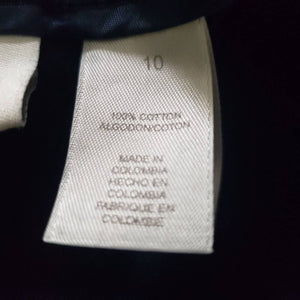 10
100% COTTON
ALGODON/COTON
MADE IN
COLOMBIA
HECHO EN
COLOMBIA
FABRIQUE EN
COLOMBIE